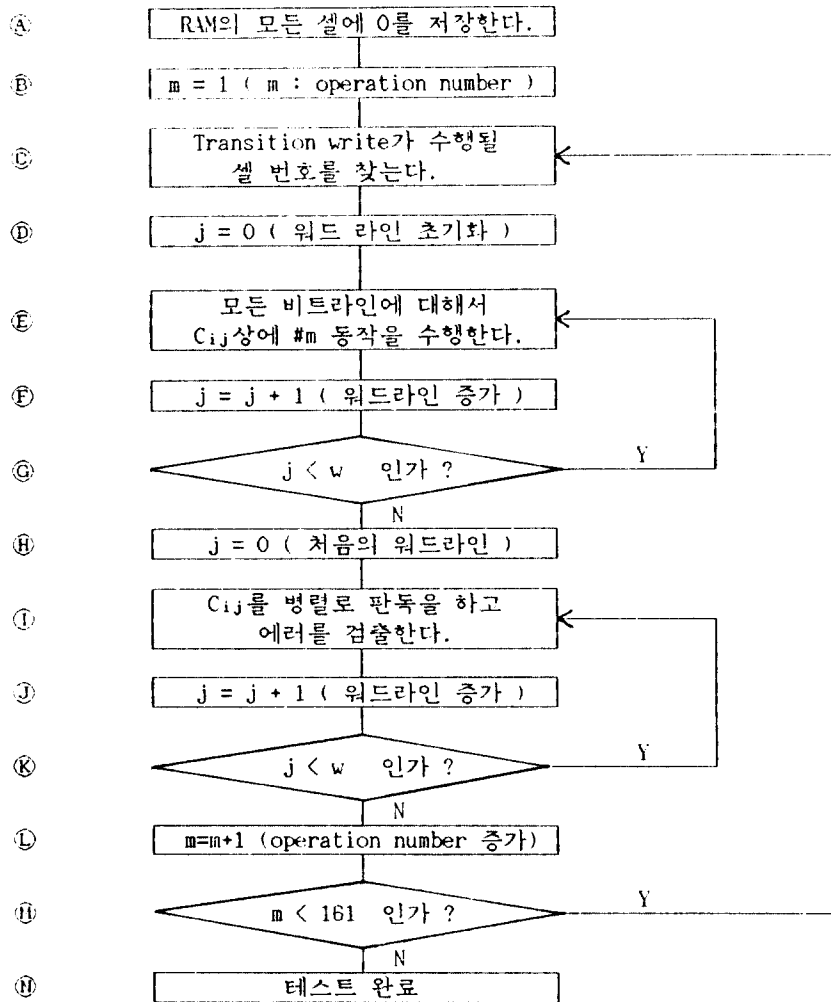 Ⓐ RAM의 모든 셀에 0를 저장한다.
Ⓑ m = 1 ( m : operation number )
Ⓒ Transition write가 수행될
셀 번호를 찾는다.
Ⓓ j = 0 ( 워드 라인 초기화 )
Ⓔ 모든 비트라인에 대해서
Cij상에 #m 동작을 수행한다.
Ⓕ j = j + 1 ( 워드라인 증가 )
Ⓖ j < w 인가 ?
Y
N
Ⓗ j = 0 ( 처음의 워드라인 )
Ⓘ Cij를 병렬로 판독을 하고
에러를 검출한다.
Ⓙ j = j + 1 ( 워드라인 증가 )
Ⓚ j < w 인가 ?
Y
N
Ⓛ m=m+1 (operation number 증가)
Ⓜ m < 161 인가 ?
Y
N
Ⓝ 테스트 완료